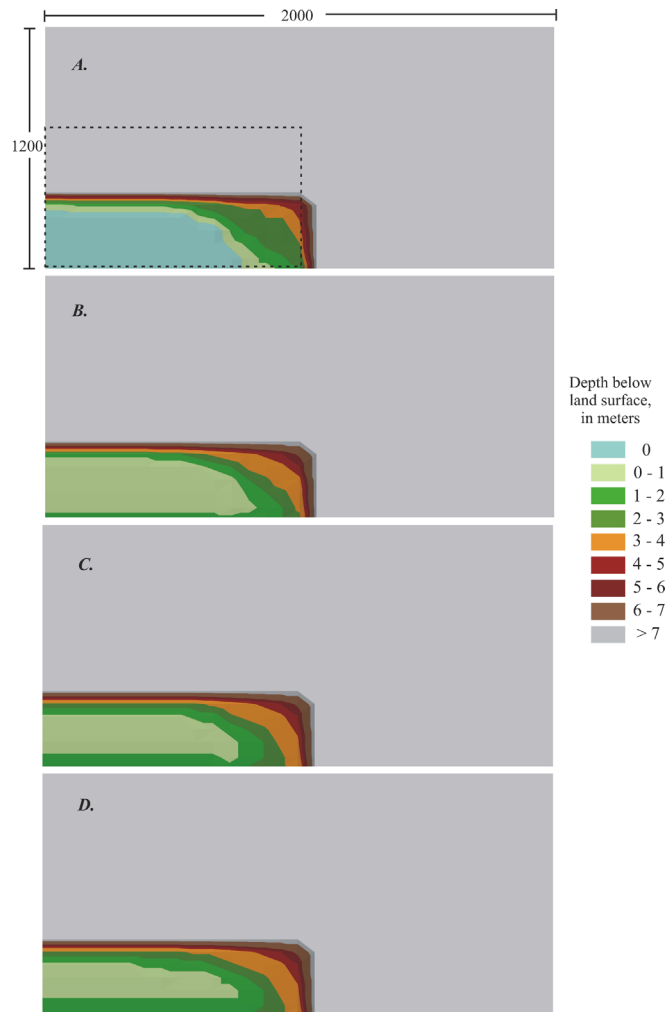 2000
A.
1200
B.
Depth below
land surface,
in meters
0
0 - 1
1 - 2
2 - 3
3 - 4
4 - 5
5 - 6
6 - 7
> 7
C.
D.